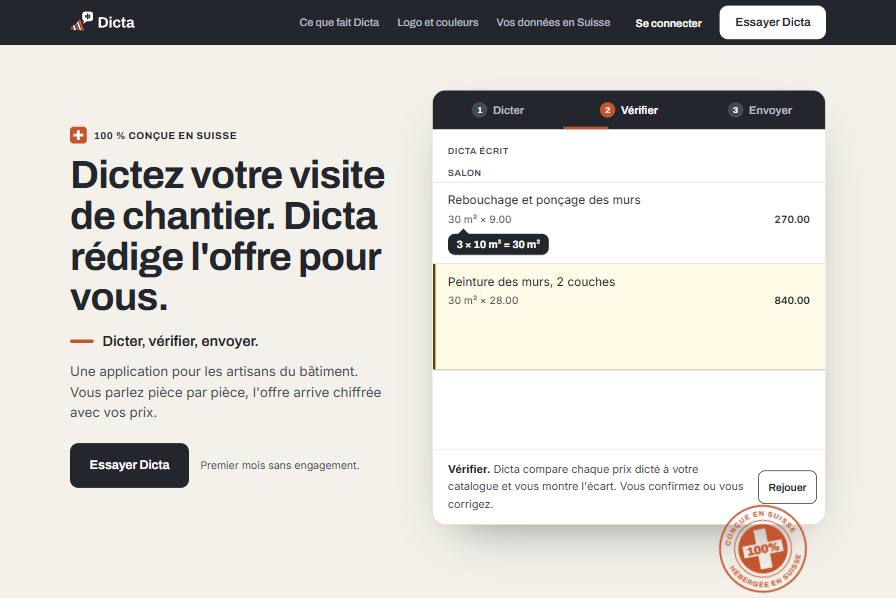 Dicta
Ce que fait Dicta
Logo et couleurs
Vos données en Suisse
Se connecter
Essayer Dicta
100 % CONÇUE EN SUISSE
Dictez votre visite
de chantier. Dicta
rédige l'offre pour
vous.
Dicter, vérifier, envoyer.
Une application pour les artisans du bâtiment.
Vous parlez pièce par pièce, l'offre arrive chiffrée
avec vos prix.
Essayer Dicta
Premier mois sans engagement.
1 Dicter
2 Vérifier
3 Envoyer
DICTA ÉCRIT
SALON
Rebouchage et ponçage des murs
30 m² × 9.00 270.00
3 × 10 m² = 30 m²
Peinture des murs, 2 couches
30 m² × 28.00 840.00
Vérifier. Dicta compare chaque prix dicté à votre
catalogue et vous montre l'écart. Vous confirmez ou vous
corrigez.
Rejouer
CONÇUE EN SUISSE
100%
HÉBERGÉE EN SUISSE